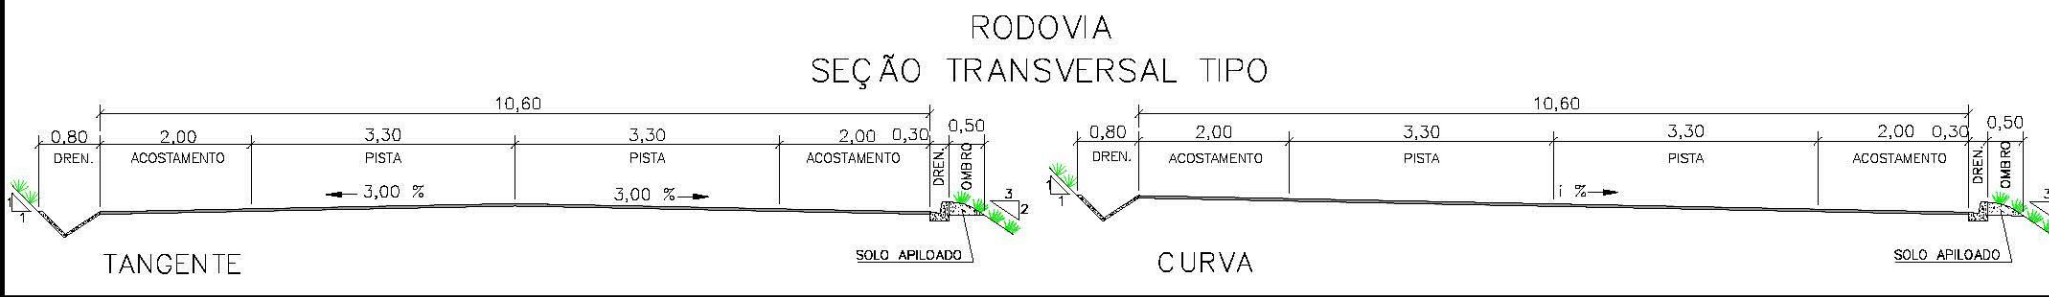 RODOVIA
SEÇÃO TRANSVERSAL TIPO
10,60
0,80 2,00 3,30 3,30 2,00 0,30 0,50
DREN. ACOSTAMENTO PISTA PISTA ACOSTAMENTO DREN. OMBRO
3,00 % 3,00 %
1
1
3
2
SOLO APILOADO
TANGENTE
10,60
0,80 2,00 3,30 3,30 2,00 0,30 0,50
DREN. ACOSTAMENTO PISTA PISTA ACOSTAMENTO DREN. OMBRO
i %
1
1
3
SOLO APILOADO
CURVA